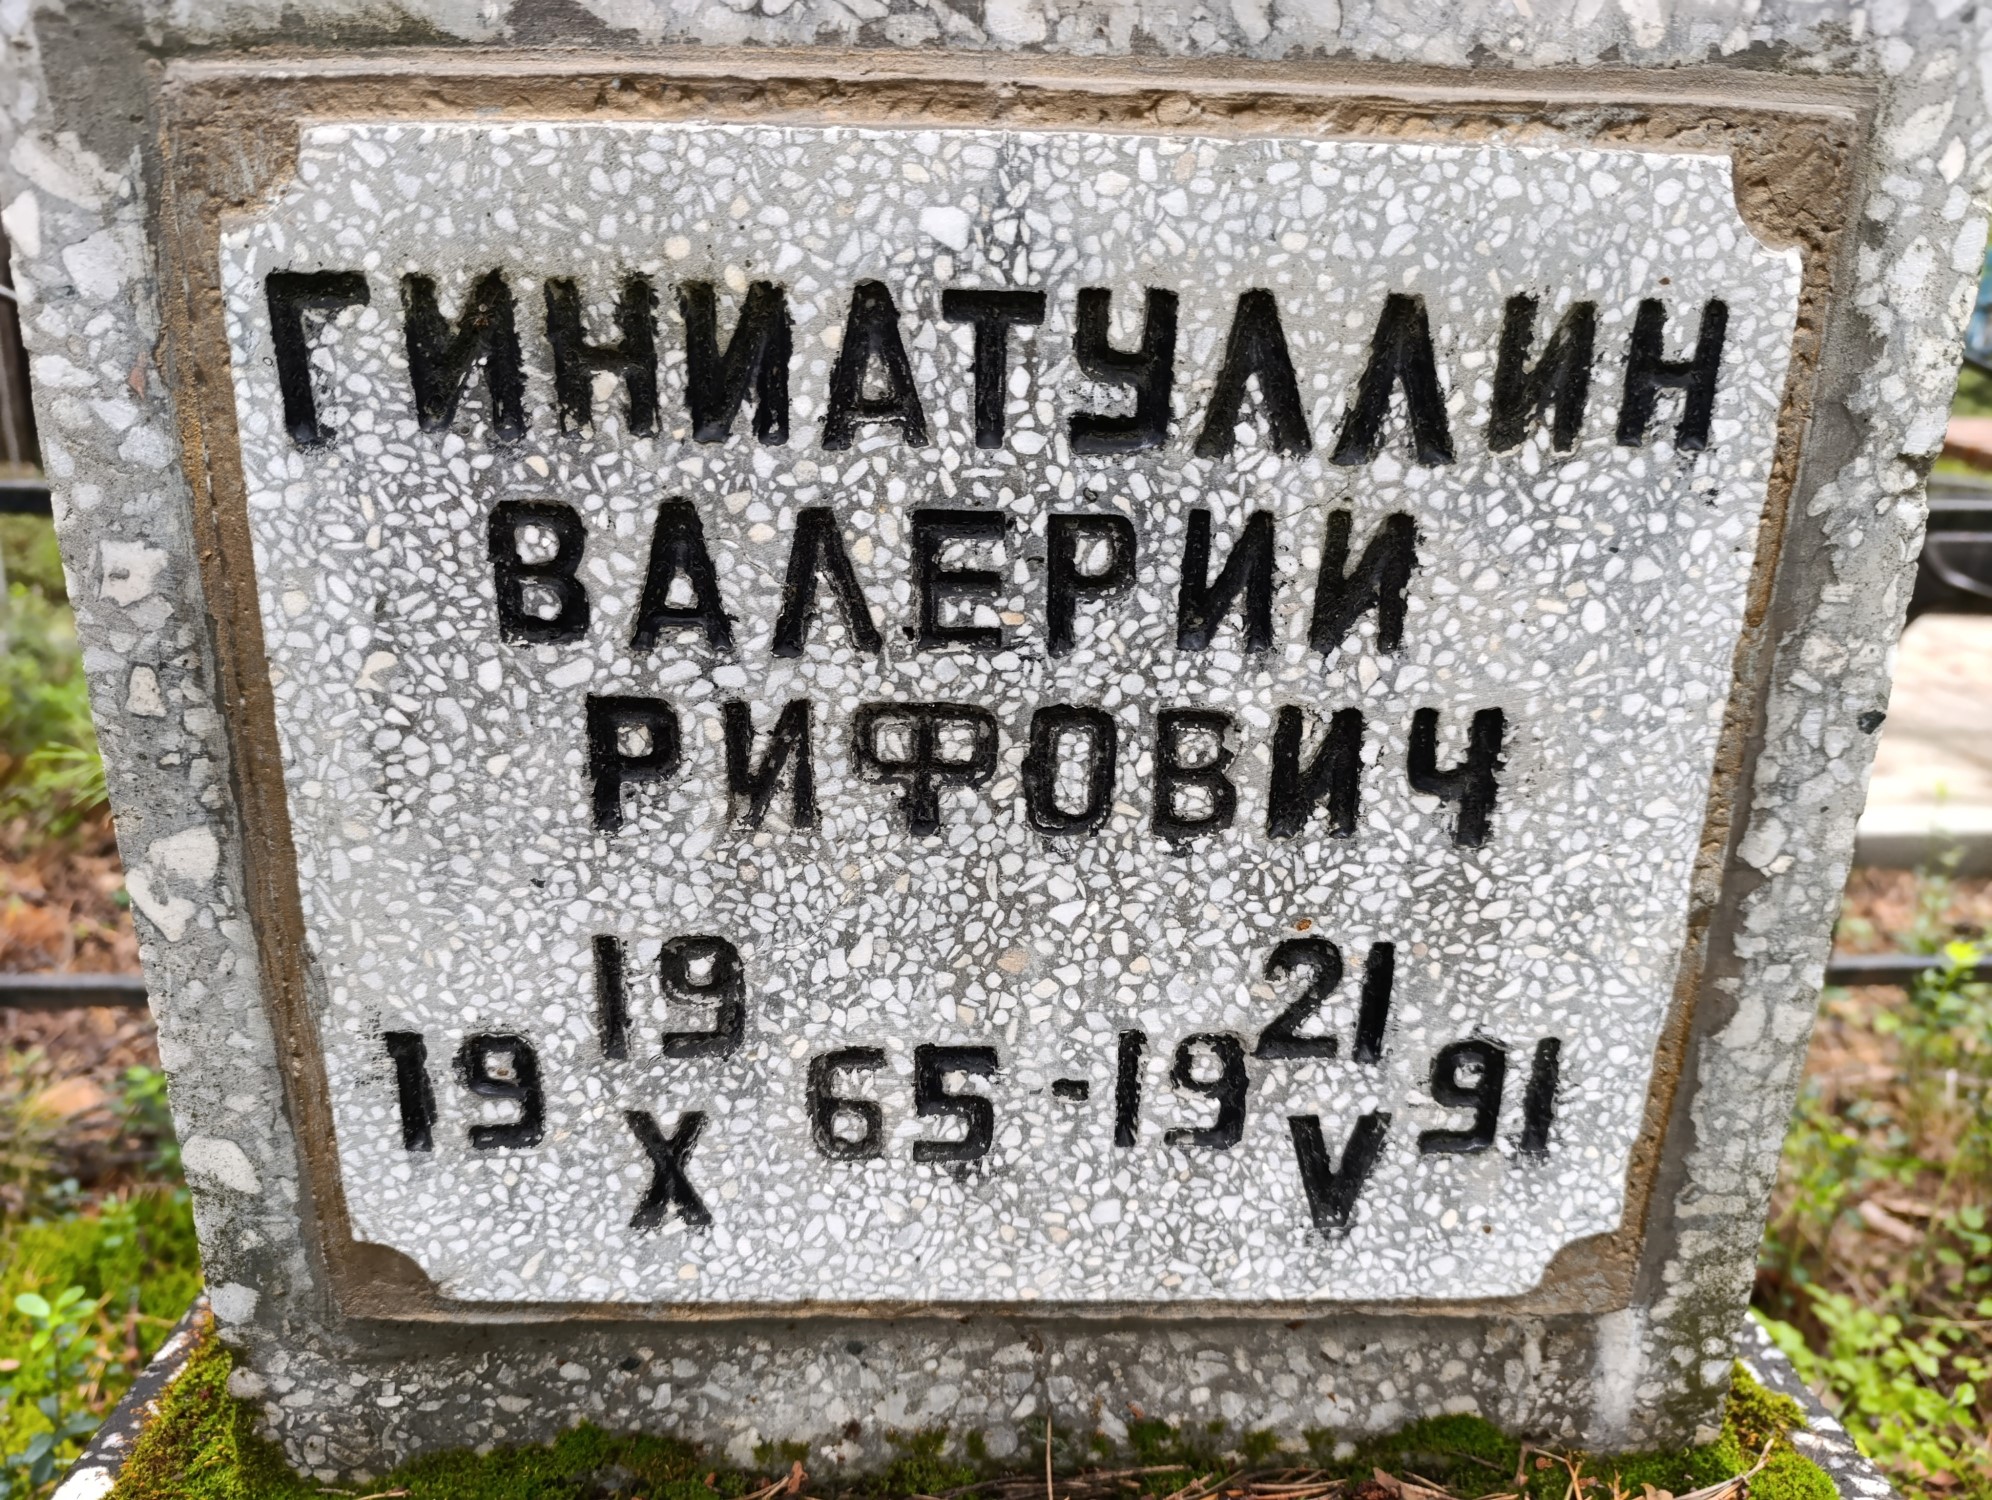 ГИНИАТУЛЛИН
ВАЛЕРИИ
РИФОВИЧ
19 19 65 - 19 21 91
X V